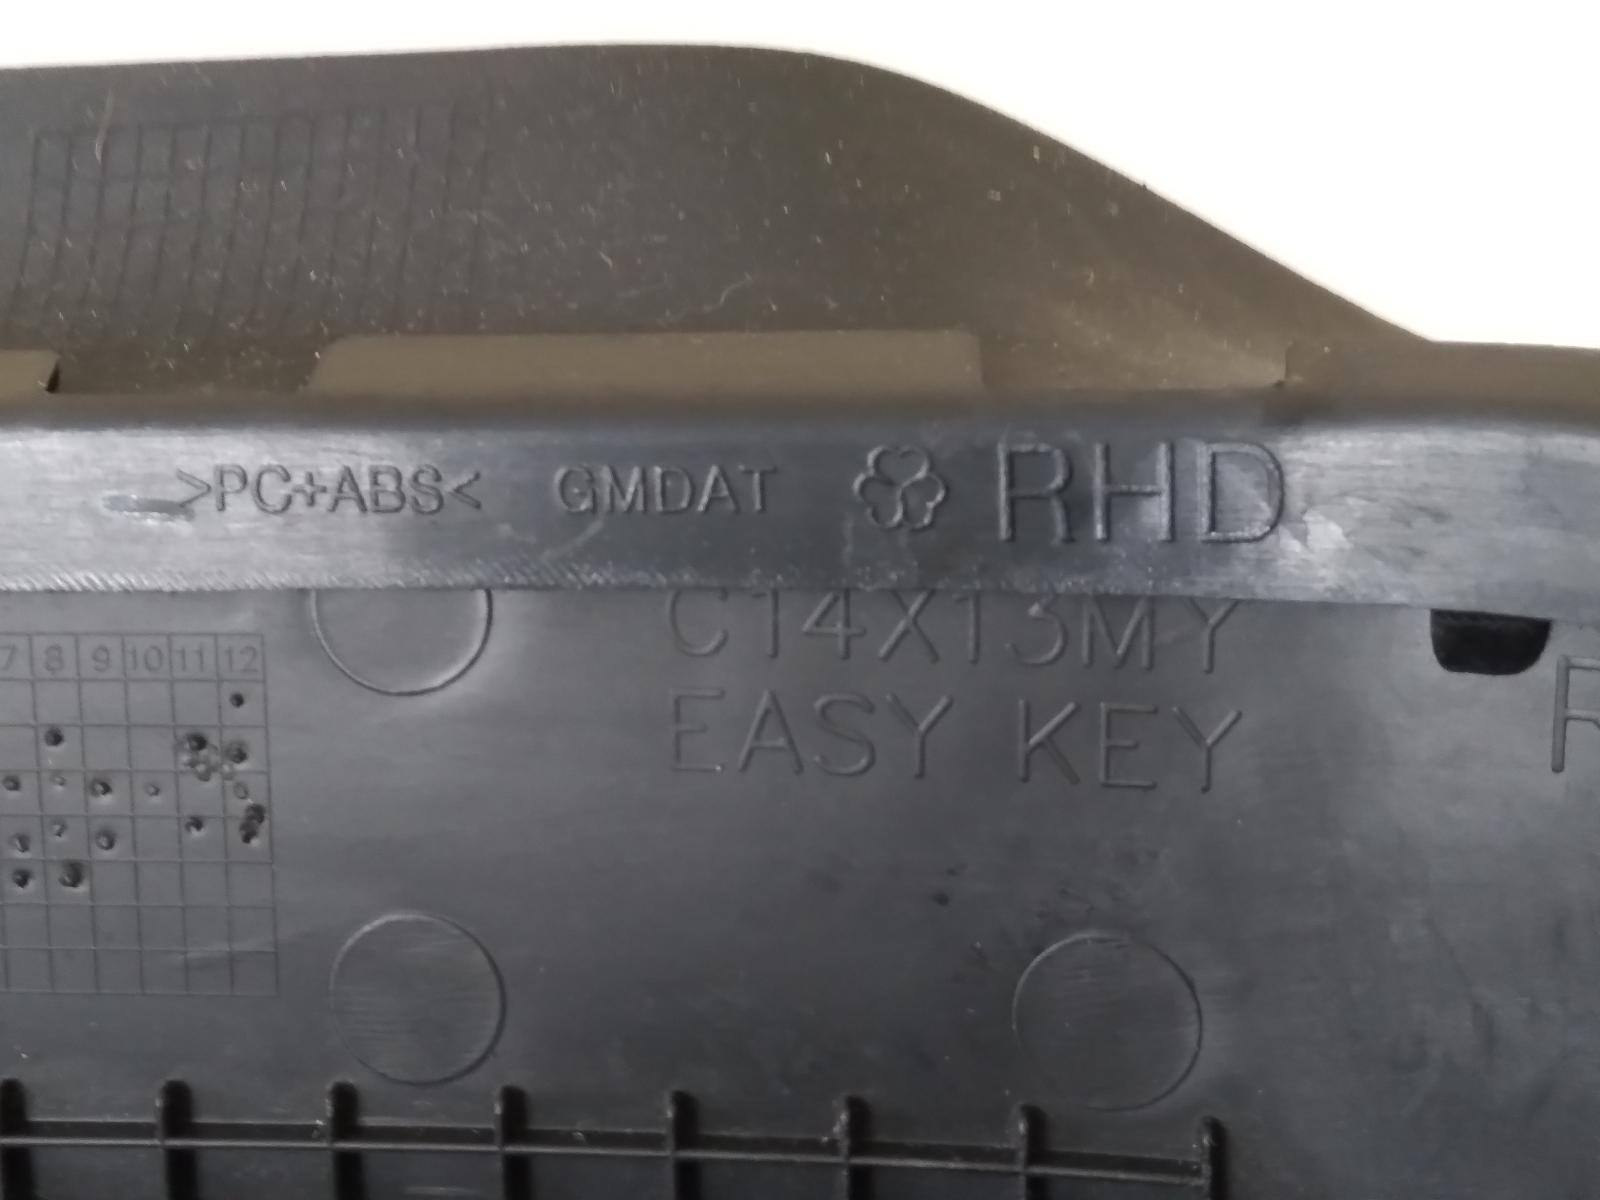 >PC+ABS< GMDAT RHD
C14X13MY
EASY KEY
R
7 8 9 10 11 12